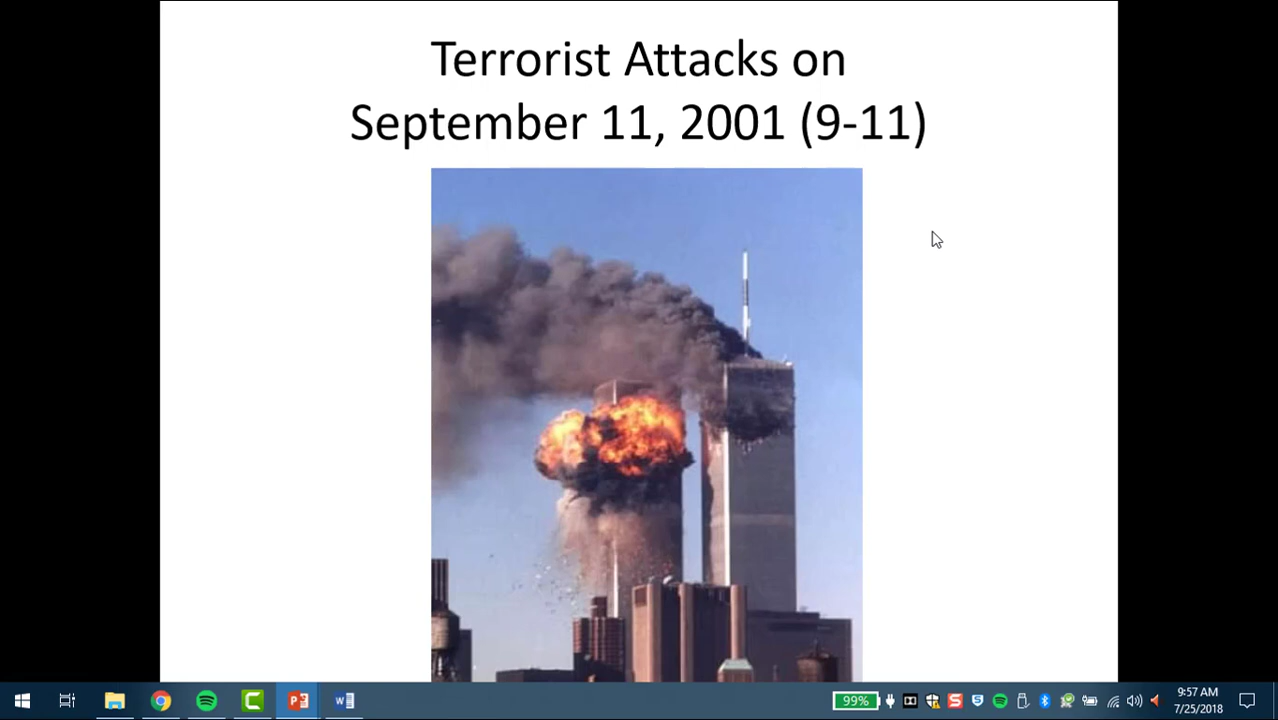 Terrorist Attacks on
September 11, 2001 (9-11)
99%
9:57 AM
7/25/2018